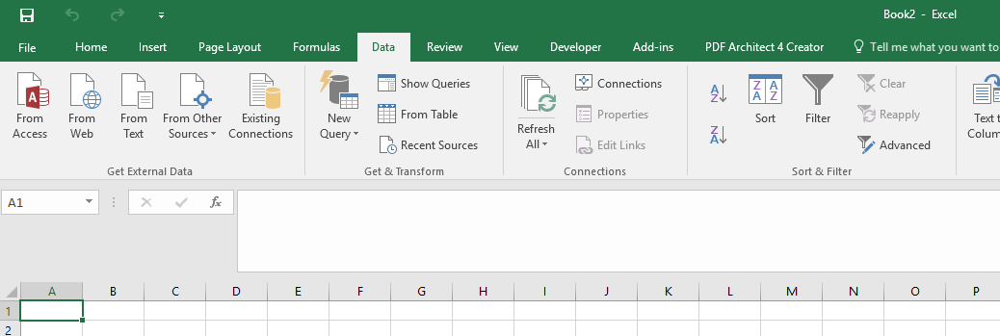 Book2 - Excel
File Home Insert Page Layout Formulas Data Review View Developer Add-ins PDF Architect 4 Creator Tell me what you want to
From Access
From Web
From Text
From Other Sources
Existing Connections
Get External Data
New Query
Show Queries
From Table
Recent Sources
Get & Transform
Refresh All
Connections
Properties
Edit Links
Connections
A Z
Z A
Z A A Z
Sort
Filter
Clear
Reapply
Advanced
Sort & Filter
Text t
Colum
A1
fx
A B C D E F G H I J K L M N O P
1
2